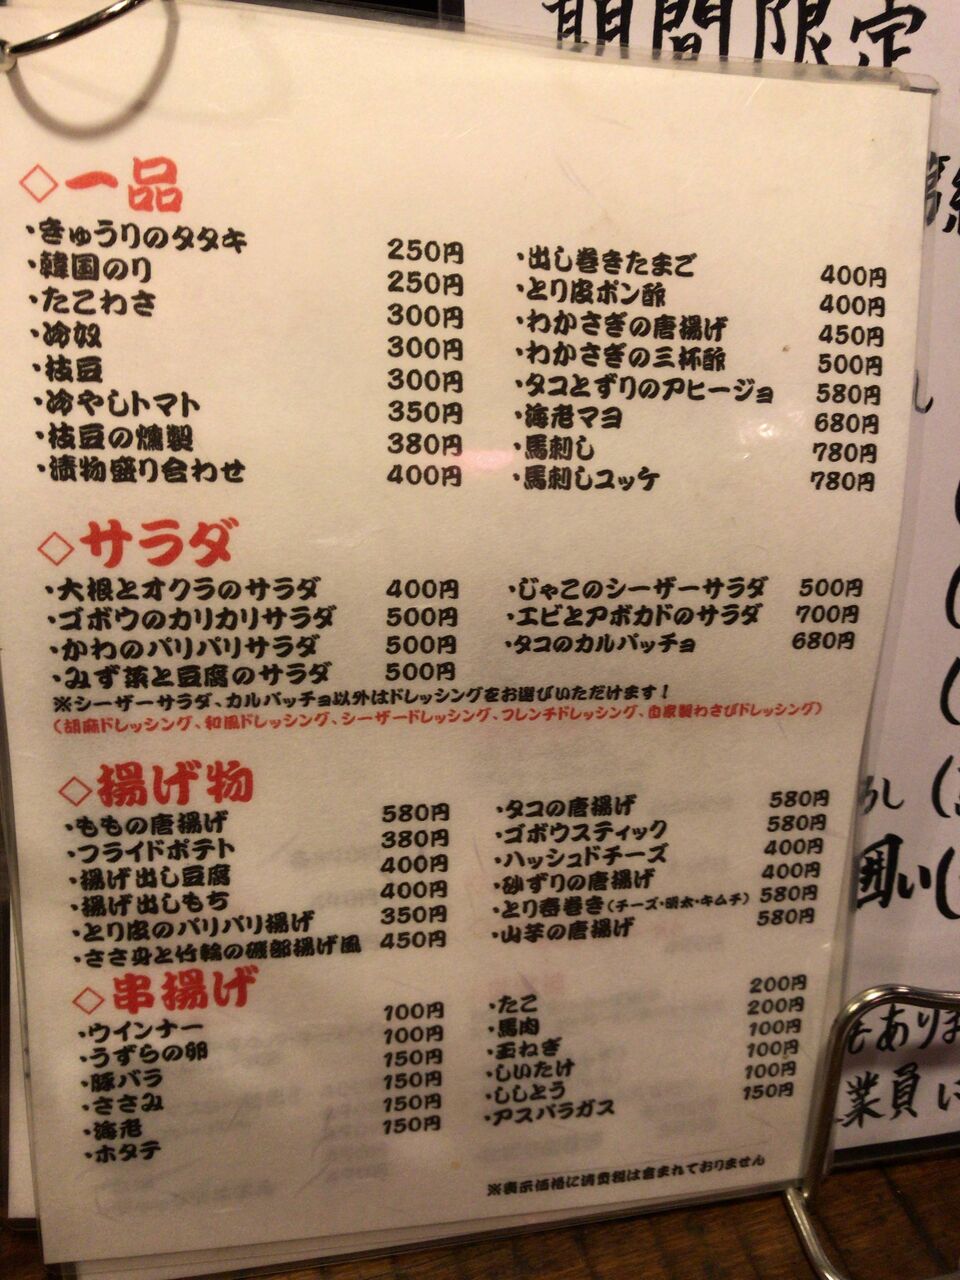 期間限定
◇一品
・きゅうりのタタキ 250円
・韓国のり 250円
・たこわさ 300円
・冷奴 300円
・枝豆 300円
・冷やしトマト 350円
・枝豆の燻製 380円
・漬物盛り合わせ 400円
・出し巻きたまご 400円
・とり皮ポン酢 400円
・わかさぎの唐揚げ 450円
・わかさぎの三杯酢 500円
・タコとずりのアヒージョ 580円
・海老マヨ 680円
・馬刺し 780円
・馬刺しユッケ 780円
◇サラダ
・大根とオクラのサラダ 400円
・ゴボウのカリカリサラダ 500円
・かわのパリパリサラダ 500円
・みず菜と豆腐のサラダ 500円
・じゃこのシーザーサラダ 500円
・エビとアボカドのサラダ 700円
・タコのカルパッチョ 680円
※シーザーサラダ、カルパッチョ以外はドレッシングをお選びいただけます！
（胡麻ドレッシング、和風ドレッシング、シーザードレッシング、フレンチドレッシング、自家製わさびドレッシング）
◇揚げ物
・ももの唐揚げ 580円
・フライドポテト 380円
・揚げ出し豆腐 400円
・揚げ出しもち 400円
・とり皮のパリパリ揚げ 350円
・ささ身と竹輪の磯部揚げ風 450円
・タコの唐揚げ 580円
・ゴボウスティック 580円
・ハッシュドチーズ 400円
・砂ずりの唐揚げ 400円
・とり春巻き（チーズ・明太・キムチ） 580円
・山芋の唐揚げ 580円
◇串揚げ
・ウインナー 100円
・うずらの卵 100円
・豚バラ 150円
・ささみ 150円
・海老 150円
・ホタテ 150円
・たこ 200円
・馬肉 200円
・玉ねぎ 100円
・しいたけ 100円
・ししとう 100円
・アスパラガス 150円
※表示価格に消費税は含まれておりません
もありま
業員に